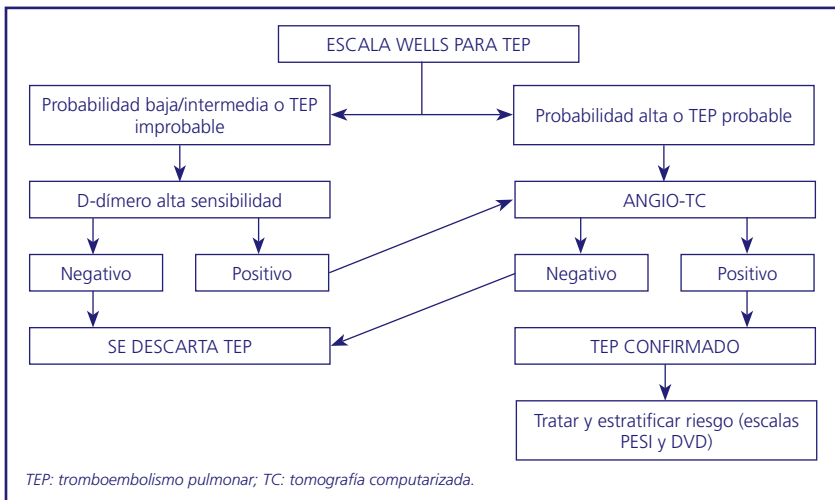 ESCALA WELLS PARA TEP
Probabilidad baja/intermedia o TEP
improbable
Probabilidad alta o TEP probable
D-dímero alta sensibilidad
ANGIO-TC
Negativo
Positivo
Negativo
Positivo
SE DESCARTA TEP
TEP CONFIRMADO
Tratar y estratificar riesgo (escalas
PESI y DVD)
TEP: tromboembolismo pulmonar; TC: tomografía computarizada.